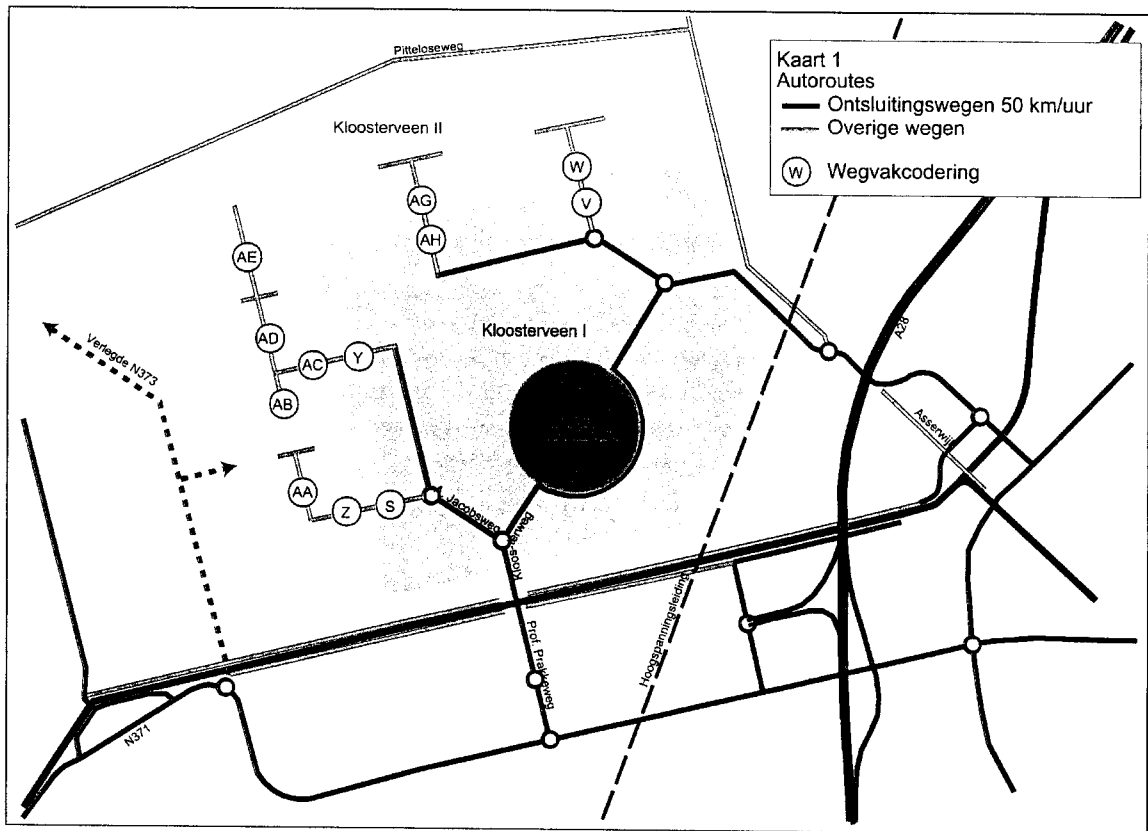 Pitteloseweg
Kaart 1
Autoroutes
Ontsluitingswegen 50 km/uur
Overige wegen
W Wegvakcodering
Kloosterveen II
W
V
AG
AH
AE
AD
AC
Y
AB
AA
Z
S
Kloosterveen I
Verlegde N373
A28
Asserwijk
Jacobsweg
Kloosterweg
Hoogspanningsleiding
Prof. Prakkeweg
N371